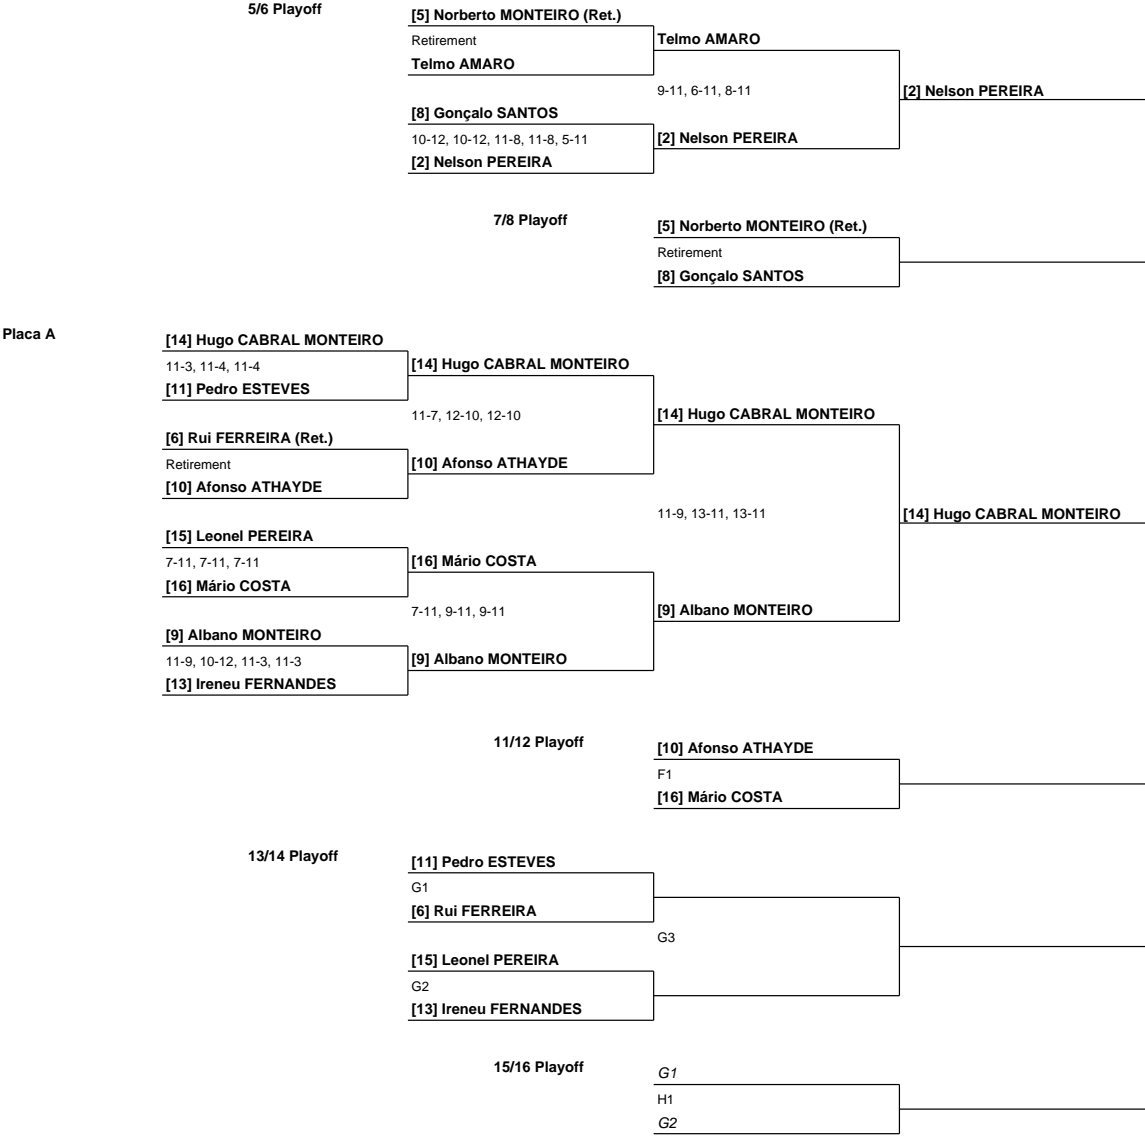 5/6 Playoff
[5] Norberto MONTEIRO (Ret.)
Retirement
Telmo AMARO
Telmo AMARO
9-11, 6-11, 8-11
[2] Nelson PEREIRA
[8] Gonçalo SANTOS
10-12, 10-12, 11-8, 11-8, 5-11
[2] Nelson PEREIRA
[2] Nelson PEREIRA
7/8 Playoff
[5] Norberto MONTEIRO (Ret.)
Retirement
[8] Gonçalo SANTOS
Placa A
[14] Hugo CABRAL MONTEIRO
11-3, 11-4, 11-4
[11] Pedro ESTEVES
[14] Hugo CABRAL MONTEIRO
11-7, 12-10, 12-10
[14] Hugo CABRAL MONTEIRO
[6] Rui FERREIRA (Ret.)
Retirement
[10] Afonso ATHAYDE
[10] Afonso ATHAYDE
11-9, 13-11, 13-11
[14] Hugo CABRAL MONTEIRO
[15] Leonel PEREIRA
7-11, 7-11, 7-11
[16] Mário COSTA
[16] Mário COSTA
7-11, 9-11, 9-11
[9] Albano MONTEIRO
[9] Albano MONTEIRO
11-9, 10-12, 11-3, 11-3
[13] Ireneu FERNANDES
[9] Albano MONTEIRO
11/12 Playoff
[10] Afonso ATHAYDE
F1
[16] Mário COSTA
13/14 Playoff
[11] Pedro ESTEVES
G1
[6] Rui FERREIRA
G3
[15] Leonel PEREIRA
G2
[13] Ireneu FERNANDES
15/16 Playoff
G1
H1
G2